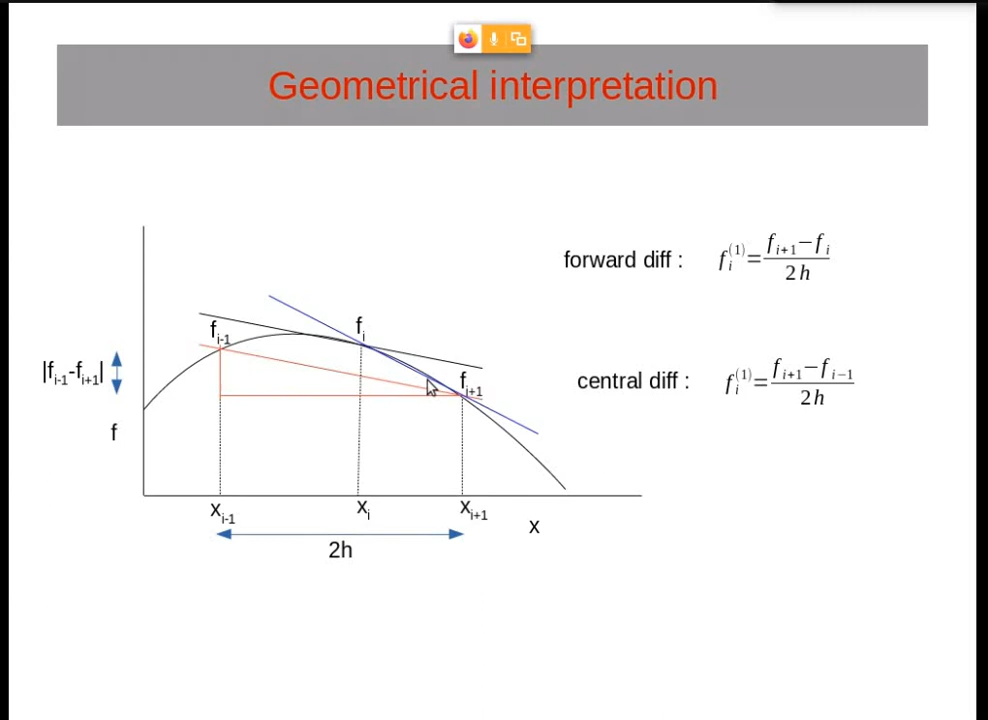 Geometrical interpretation
forward diff : f_i^(1) = (f_{i+1} − f_i) / 2h
central diff : f_i^(1) = (f_{i+1} − f_{i−1}) / 2h
f_{i-1}
f_i
f_{i+1}
|f_{i-1}-f_{i+1}|
f
x_{i-1}
x_i
x_{i+1}
x
2h